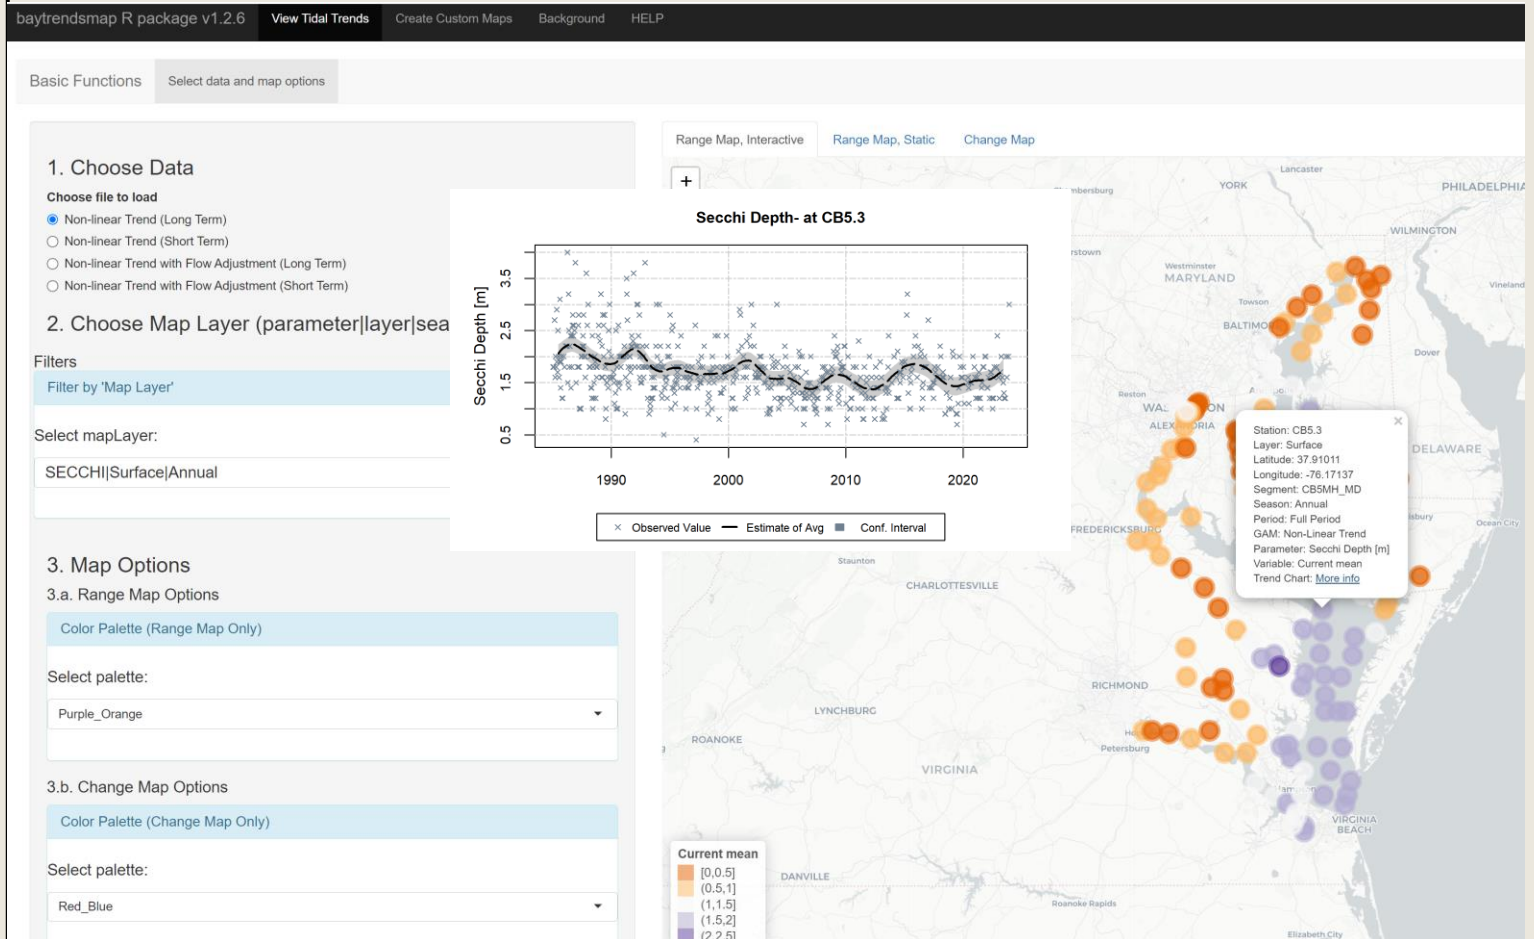 baytrendsmap R package v1.2.6 View Tidal Trends Create Custom Maps Background HELP
Basic Functions Select data and map options
1. Choose Data
Choose file to load
Non-linear Trend (Long Term)
Non-linear Trend (Short Term)
Non-linear Trend with Flow Adjustment (Long Term)
Non-linear Trend with Flow Adjustment (Short Term)
2. Choose Map Layer (parameter|layer|sea
Filters
Filter by 'Map Layer'
Select mapLayer:
SECCHI|Surface|Annual
3. Map Options
3.a. Range Map Options
Color Palette (Range Map Only)
Select palette:
Purple_Orange
3.b. Change Map Options
Color Palette (Change Map Only)
Select palette:
Red_Blue
Range Map, Interactive Range Map, Static Change Map
+
Secchi Depth- at CB5.3
Secchi Depth [m]
3.5
2.5
1.5
0.5
1990 2000 2010 2020
× Observed Value Estimate of Avg Conf. Interval
Lancaster
YORK
PHILADELPHIA
WILMINGTON
Westminster
MARYLAND
Vineland
Towson
BALTIMO
Dover
Reston
DELAWARE
Ocean City
FREDERICKSBURG
Staunton
CHARLOTTESVILLE
RICHMOND
LYNCHBURG
ROANOKE
Petersburg
VIRGINIA
VIRGINIA
BEACH
DANVILLE
Roanoke Rapids
Elizabeth City
×
Station: CB5.3
Layer: Surface
Latitude: 37.91011
Longitude: -76.17137
Segment: CB5MH_MD
Season: Annual
Period: Full Period
GAM: Non-Linear Trend
Parameter: Secchi Depth [m]
Variable: Current mean
Trend Chart: More info
Current mean
[0,0.5]
(0.5,1]
(1,1.5]
(1.5,2]
(2,2.5]